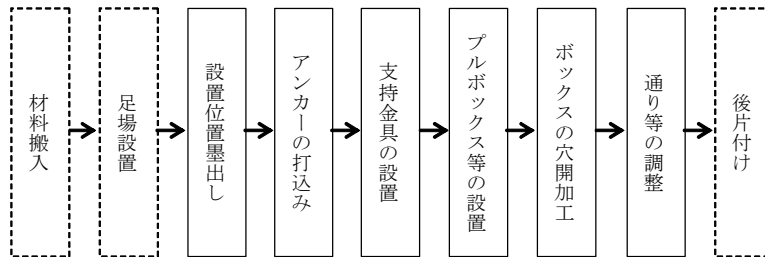 材料搬入
足場設置
設置位置墨出し
アンカーの打込み
支持金具の設置
プルボックス等の設置
ボックスの穴開加工
通り等の調整
後片付け